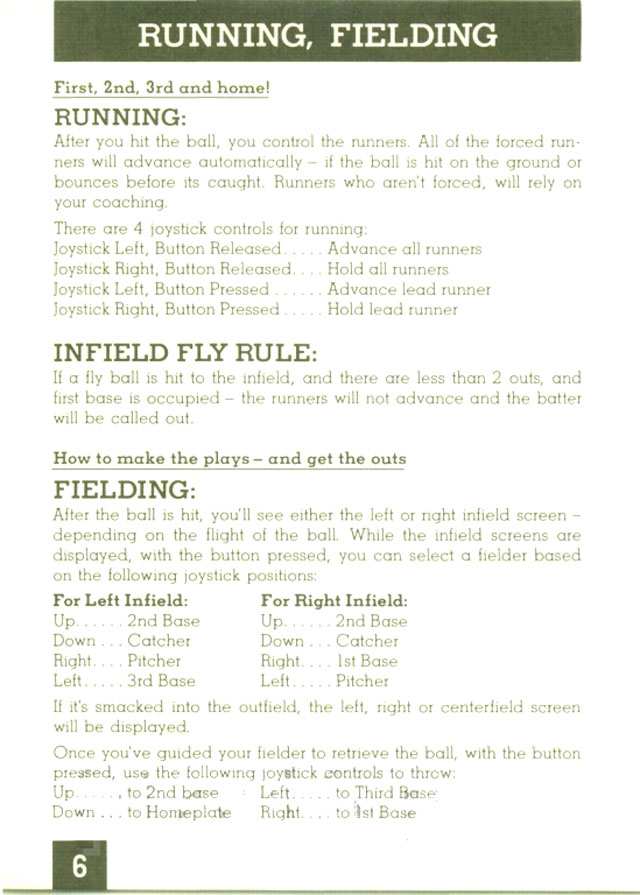 RUNNING, FIELDING
First, 2nd, 3rd and home!
RUNNING:
After you hit the ball, you control the runners. All of the forced run-
ners will advance automatically – if the ball is hit on the ground or
bounces before its caught. Runners who aren't forced, will rely on
your coaching.
There are 4 joystick controls for running:
Joystick Left, Button Released. . . . . Advance all runners
Joystick Right, Button Released. . . . Hold all runners
Joystick Left, Button Pressed . . . . . . Advance lead runner
Joystick Right, Button Pressed . . . . . Hold lead runner
INFIELD FLY RULE:
If a fly ball is hit to the infield, and there are less than 2 outs, and
first base is occupied – the runners will not advance and the batter
will be called out.
How to make the plays – and get the outs
FIELDING:
After the ball is hit, you'll see either the left or right infield screen –
depending on the flight of the ball. While the infield screens are
displayed, with the button pressed, you can select a fielder based
on the following joystick positions:
For Left Infield: For Right Infield:
Up. . . . . . 2nd Base Up. . . . . . 2nd Base
Down . . . Catcher Down . . . Catcher
Right. . . . Pitcher Right. . . . 1st Base
Left. . . . . 3rd Base Left. . . . . Pitcher
If it's smacked into the outfield, the left, right or centerfield screen
will be displayed.
Once you've guided your fielder to retrieve the ball, with the button
pressed, use the following joystick controls to throw:
Up. . . . . . to 2nd base Left. . . . . to Third Base
Down . . . to Homeplate Right. . . . to 1st Base
6